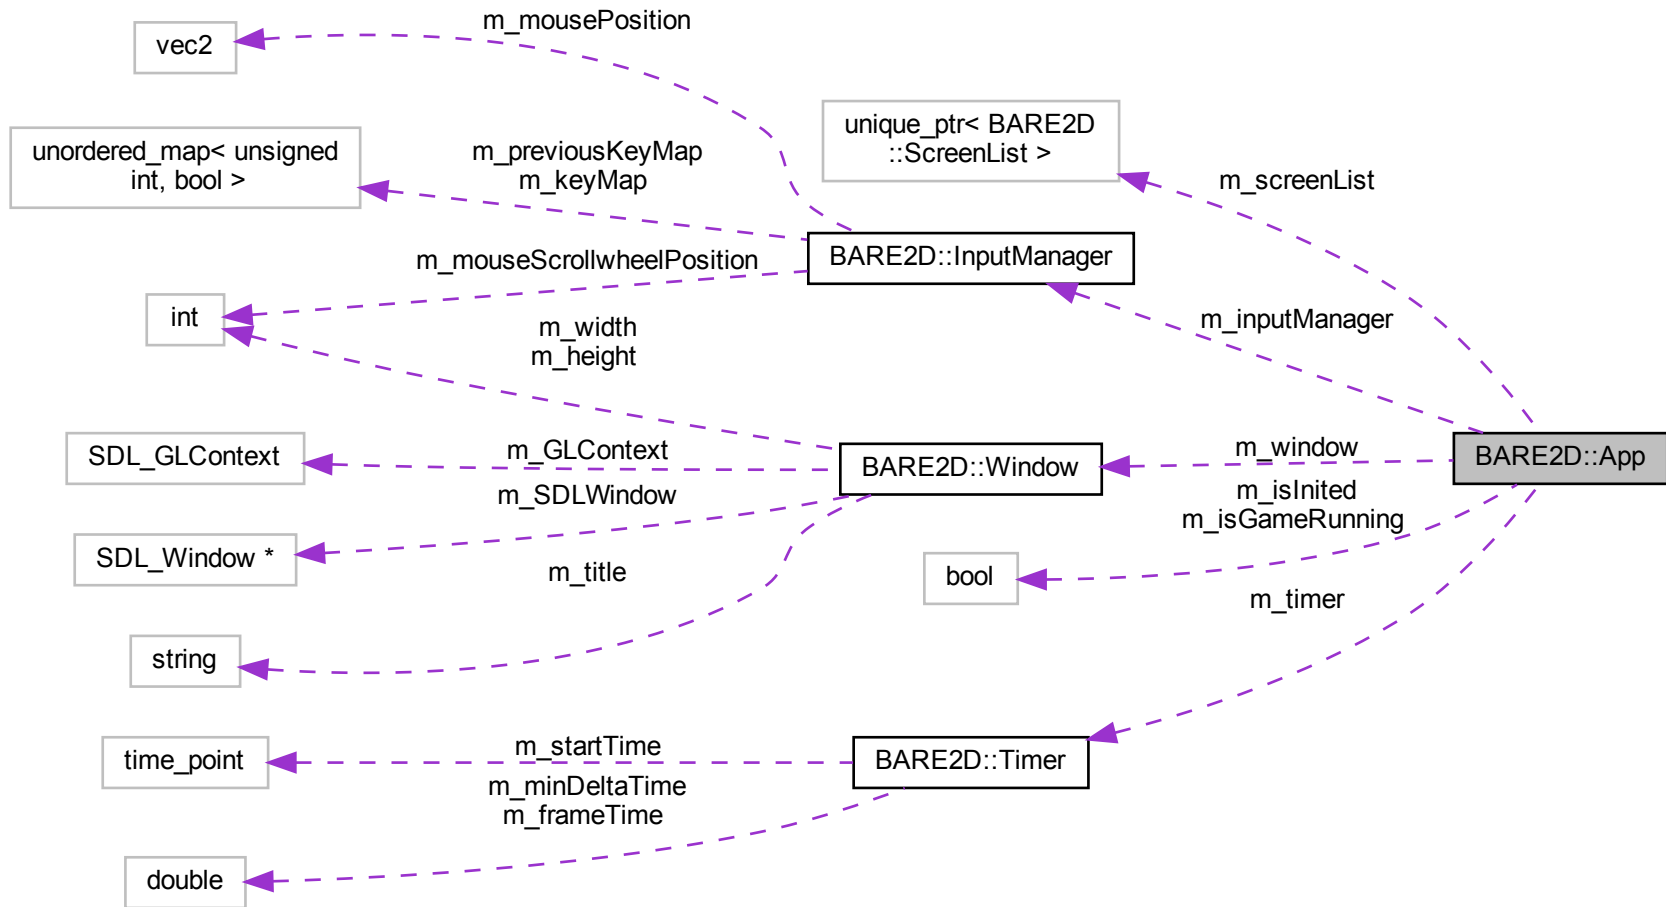 m_mousePosition
vec2
unique_ptr< BARE2D
::ScreenList >
unordered_map< unsigned
int, bool >
m_previousKeyMap
m_keyMap
m_screenList
BARE2D::InputManager
m_mouseScrollwheelPosition
int
m_width
m_height
m_inputManager
SDL_GLContext
m_GLContext
BARE2D::Window
m_window
BARE2D::App
m_SDLWindow
m_isInited
m_isGameRunning
SDL_Window *
m_title
bool
m_timer
string
time_point
m_startTime
BARE2D::Timer
m_minDeltaTime
m_frameTime
double